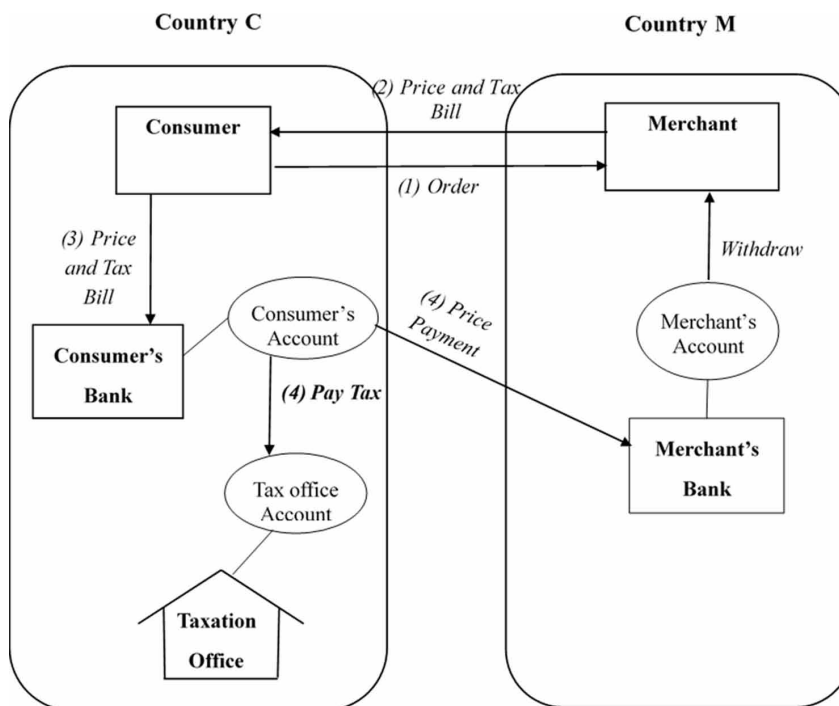 Country C
Country M
(2) Price and Tax
Bill
Consumer
Merchant
(1) Order
(3) Price
and Tax
Bill
Withdraw
Consumer's
Account
(4) Price
Payment
Merchant's
Account
Consumer's
Bank
(4) Pay Tax
Merchant's
Bank
Tax office
Account
Taxation
Office